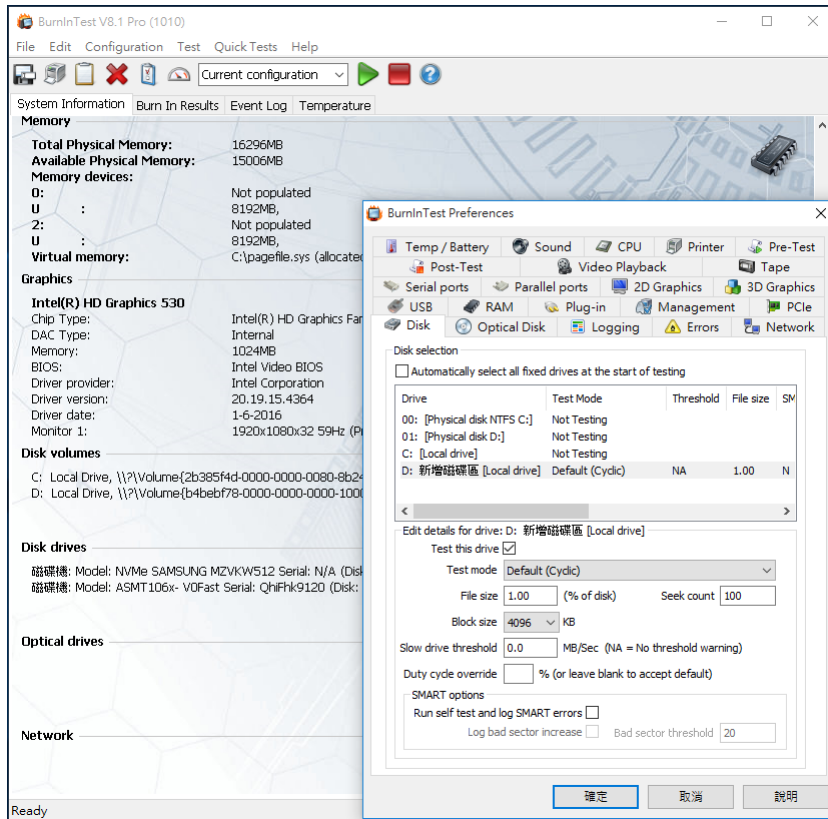 BurnInTest V8.1 Pro (1010)
File Edit Configuration Test Quick Tests Help
Current configuration
System Information Burn In Results Event Log Temperature
Memory
Total Physical Memory: 16296MB
Available Physical Memory: 15006MB
Memory devices:
0: Not populated
U : 8192MB,
2: Not populated
U : 8192MB,
Virtual memory: C:\pagefile.sys (allocated
Graphics
Intel(R) HD Graphics 530
Chip Type: Intel(R) HD Graphics Far
DAC Type: Internal
Memory: 1024MB
BIOS: Intel Video BIOS
Driver provider: Intel Corporation
Driver version: 20.19.15.4364
Driver date: 1-6-2016
Monitor 1: 1920x1080x32 59Hz (Pr
Disk volumes
C: Local Drive, \\?\Volume{2b385f4d-0000-0000-0080-8b24
D: Local Drive, \\?\Volume{b4bebf78-0000-0000-0000-1000
Disk drives
磁碟機: Model: NVMe SAMSUNG MZVKW512 Serial: N/A (Disk
磁碟機: Model: ASMT106x- V0Fast Serial: QhiFhk9120 (Disk:
Optical drives
Network
Ready
BurnInTest Preferences
Temp / Battery Sound CPU Printer Pre-Test
Post-Test Video Playback Tape
Serial ports Parallel ports 2D Graphics 3D Graphics
USB RAM Plug-in Management PCIe
Disk Optical Disk Logging Errors Network
Disk selection
Automatically select all fixed drives at the start of testing
Drive Test Mode Threshold File size SM
00: [Physical disk NTFS C:] Not Testing
01: [Physical disk D:] Not Testing
C: [Local drive] Not Testing
D: 新增磁碟區 [Local drive] Default (Cyclic) NA 1.00 N
Edit details for drive: D: 新增磁碟區 [Local drive]
Test this drive
Test mode Default (Cyclic)
File size 1.00 (% of disk) Seek count 100
Block size 4096 KB
Slow drive threshold 0.0 MB/Sec (NA = No threshold warning)
Duty cycle override % (or leave blank to accept default)
SMART options
Run self test and log SMART errors
Log bad sector increase Bad sector threshold 20
確定 取消 說明